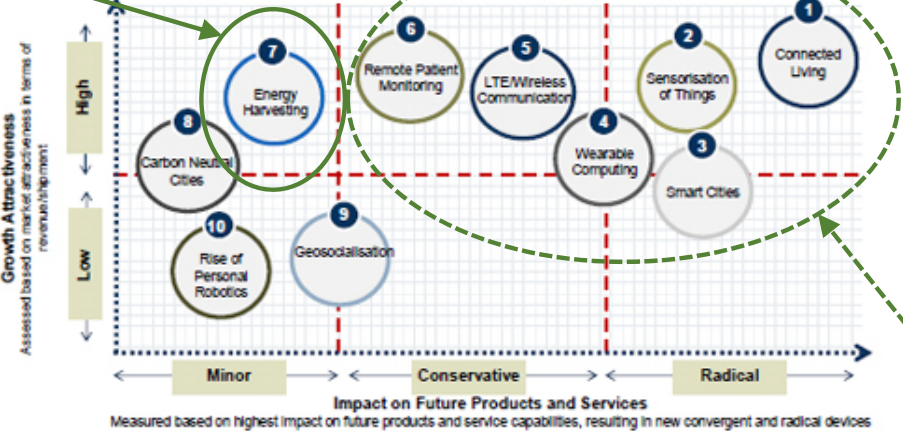 1
Connected
Living
2
Sensorisation
of Things
6
Remote Patient
Monitoring
5
LTE/Wireless
Communication
7
Energy
Harvesting
8
Carbon Neutral
Cities
4
Wearable
Computing
3
Smart Cities
10
Rise of
Personal
Robotics
9
Geosocialisation
High
Low
Growth Attractiveness
Assessed based on market attractiveness in terms of
revenue/shipment
Minor
Conservative
Radical
Impact on Future Products and Services
Measured based on highest impact on future products and service capabilities, resulting in new convergent and radical devices